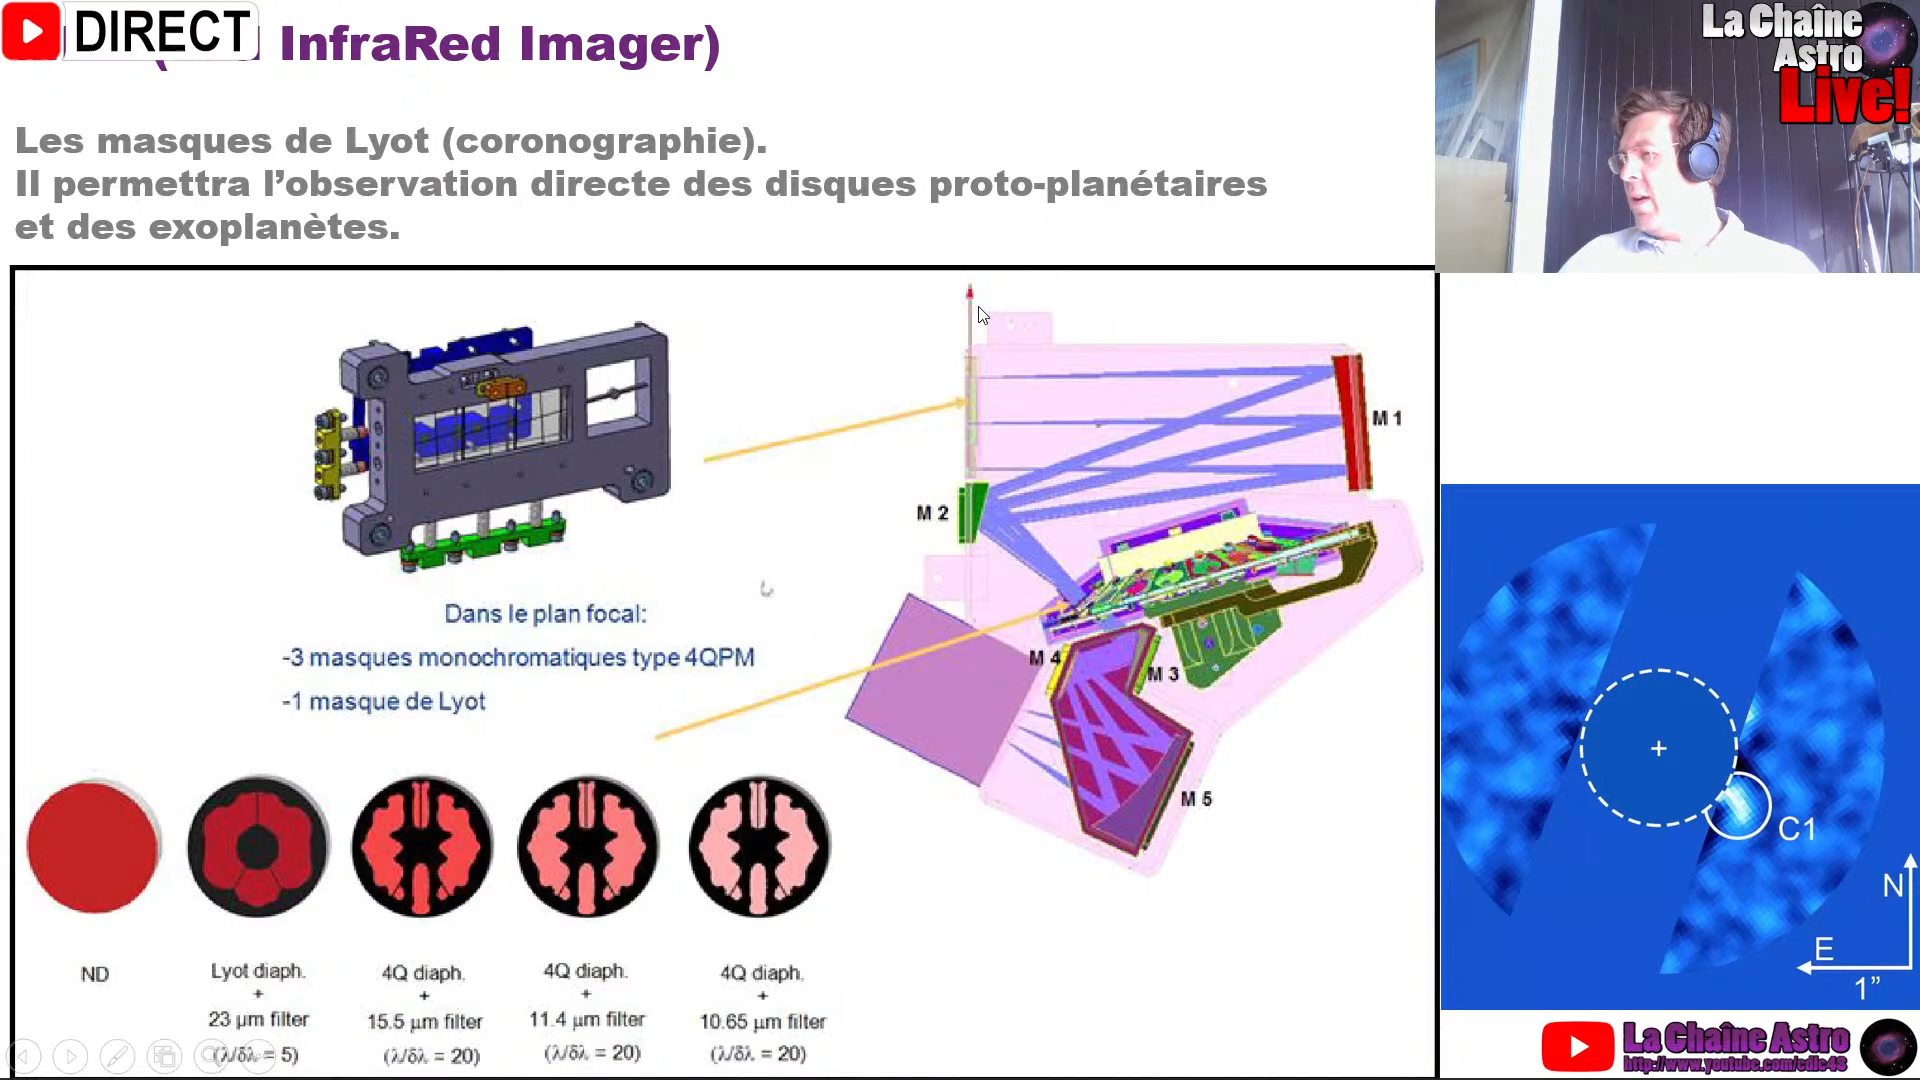 DIRECT
InfraRed Imager)
La Chaîne
Astro
Live!
Les masques de Lyot (coronographie).
Il permettra l’observation directe des disques proto-planétaires
et des exoplanètes.
M 1
M 2
Dans le plan focal:
-3 masques monochromatiques type 4QPM
-1 masque de Lyot
M 4
M 3
M 5
C1
N
E
1”
ND
Lyot diaph.
+
23 μm filter
(λ/δλ = 5)
4Q diaph.
+
15.5 μm filter
(λ/δλ = 20)
4Q diaph.
+
11.4 μm filter
(λ/δλ = 20)
4Q diaph.
+
10.65 μm filter
(λ/δλ = 20)
La Chaîne Astro
http://www.youtube.com/cdlc48